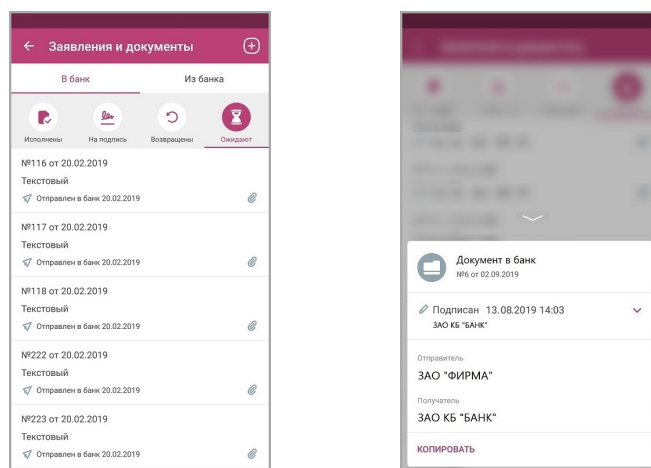 Заявления и документы
В банк
Из банка
Исполнены
На подпись
Возвращены
Ожидают
№116 от 20.02.2019
Текстовый
Отправлен в банк 20.02.2019
№117 от 20.02.2019
Текстовый
Отправлен в банк 20.02.2019
№118 от 20.02.2019
Текстовый
Отправлен в банк 20.02.2019
№222 от 20.02.2019
Текстовый
Отправлен в банк 20.02.2019
№223 от 20.02.2019
Текстовый
Отправлен в банк 20.02.2019
Документ в банк
№6 от 02.09.2019
Подписан 13.08.2019 14:03
ЗАО КБ "БАНК"
Отправитель
ЗАО "ФИРМА"
Получатель
ЗАО КБ "БАНК"
КОПИРОВАТЬ